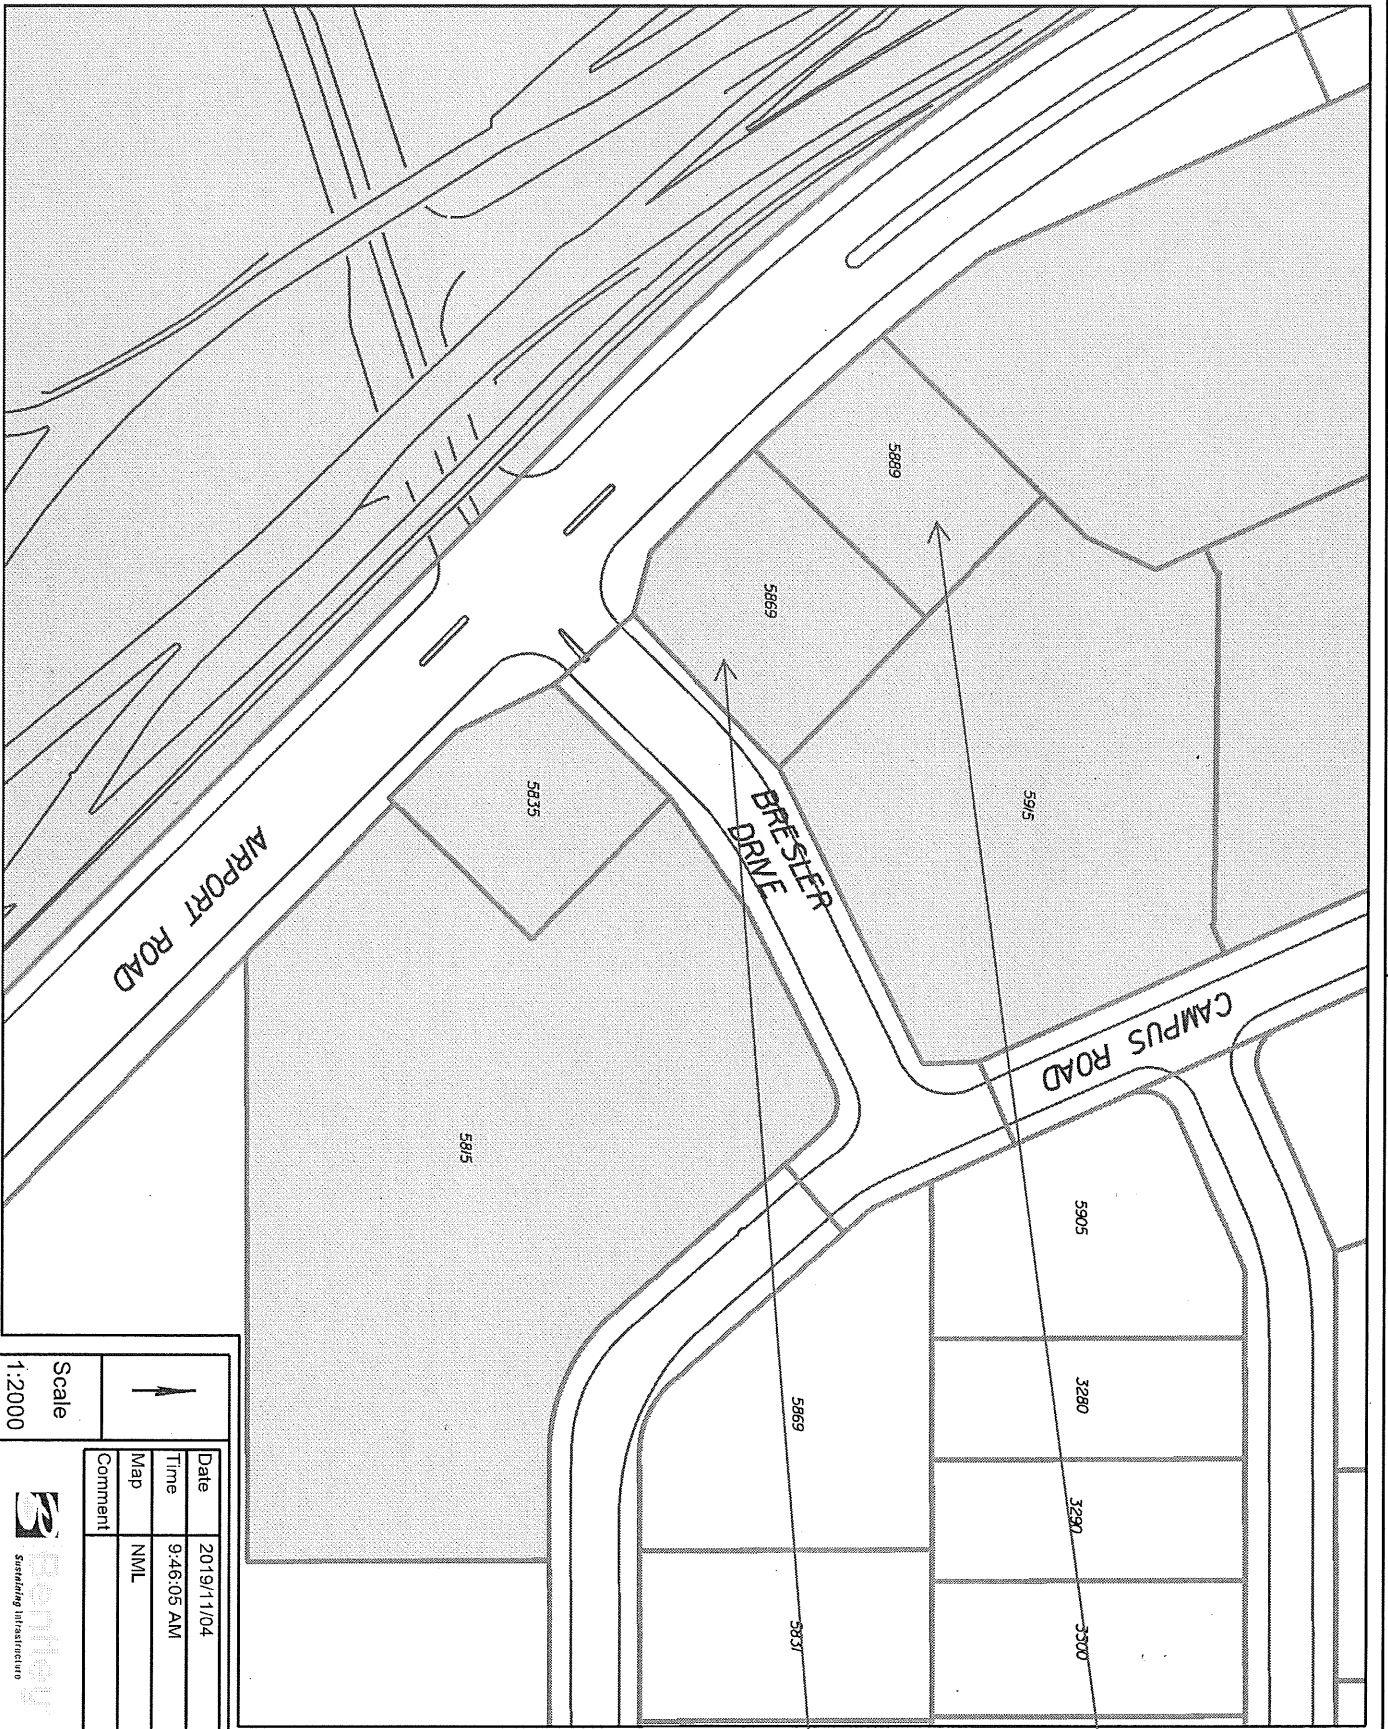 5889
5869
5915
5835
BRESLER
DRIVE
AIRPORT ROAD
CAMPUS ROAD
5815
5905
3280
3290
3300
5869
5831
Scale
1:2000
Date 2019/11/04
Time 9:46:05 AM
Map NML
Comment
Bentley
Sustaining Infrastructure